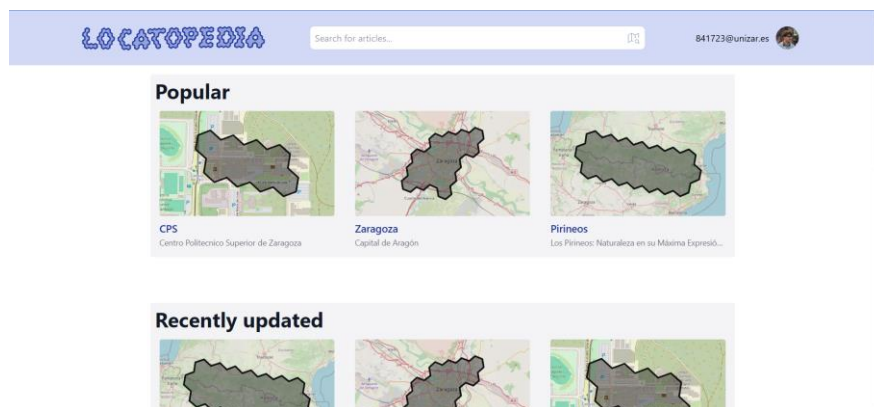 LOCATOPEDIA
Search for articles...
841723@unizar.es
Popular
CPS
Centro Politecnico Superior de Zaragoza
Zaragoza
Capital de Aragón
Pirineos
Los Pirineos: Naturaleza en su Máxima Expresió...
Recently updated